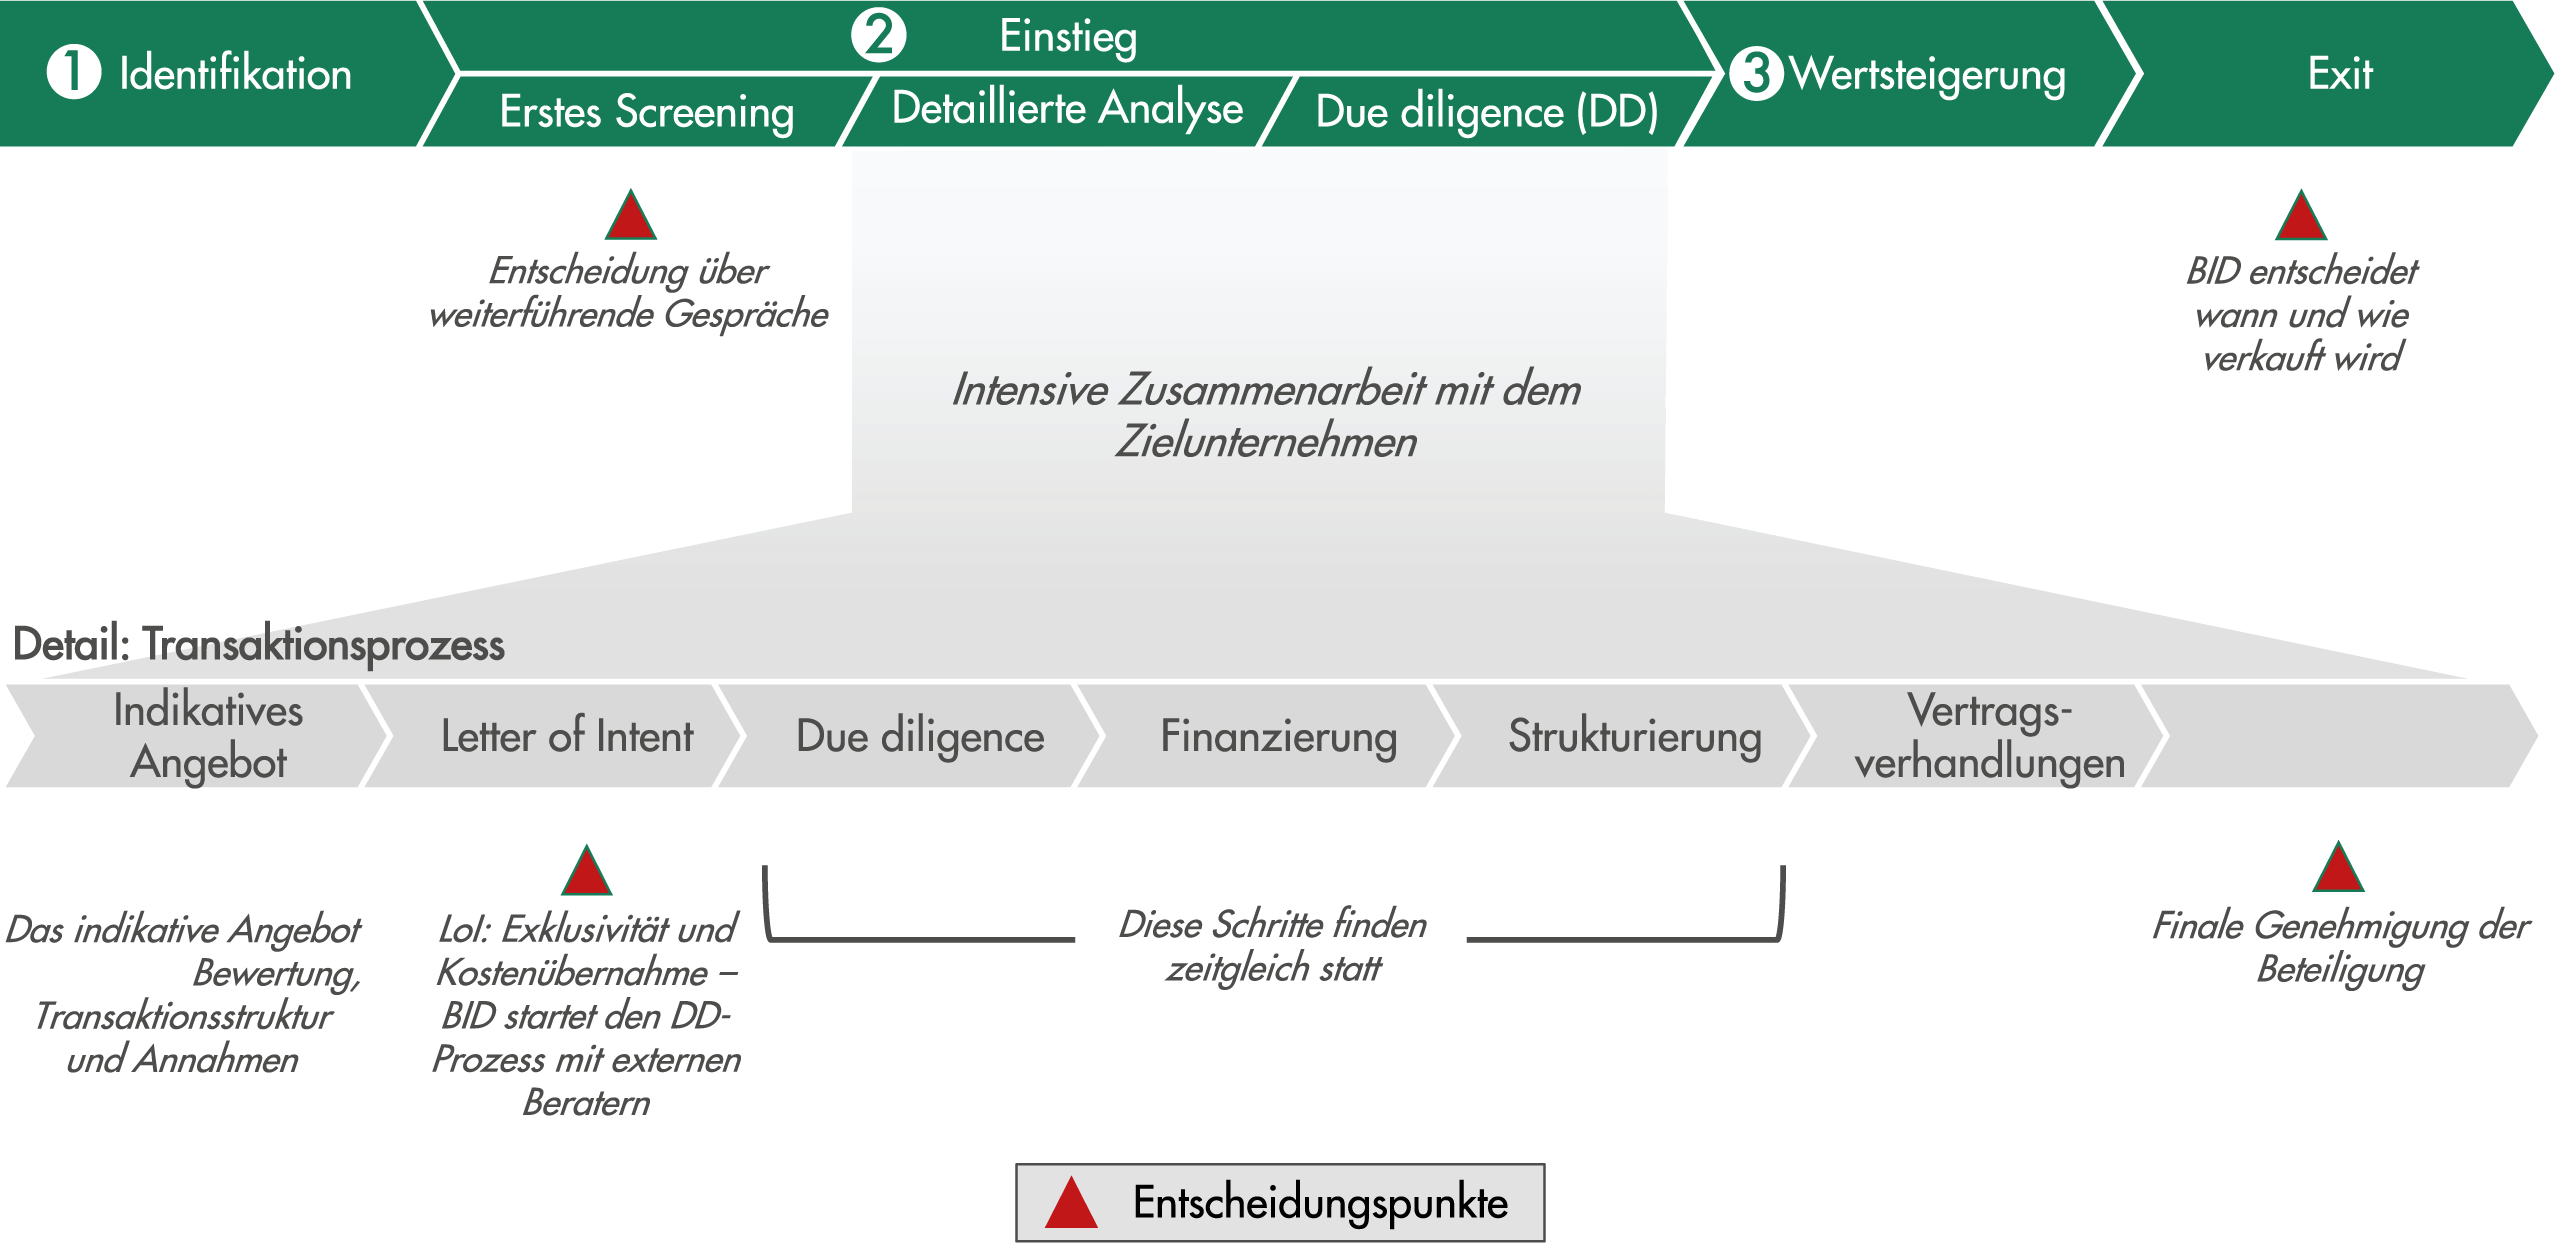 1 Identifikation
2 Einstieg
Erstes Screening
Detaillierte Analyse
Due diligence (DD)
3 Wertsteigerung
Exit
Entscheidung über
weiterführende Gespräche
BID entscheidet
wann und wie
verkauft wird
Intensive Zusammenarbeit mit dem
Zielunternehmen
Detail: Transaktionsprozess
Indikatives
Angebot
Letter of Intent
Due diligence
Finanzierung
Strukturierung
Vertrags-
verhandlungen
Das indikative Angebot
Bewertung,
Transaktionsstruktur
und Annahmen
LoI: Exklusivität und
Kostenübernahme –
BID startet den DD-
Prozess mit externen
Beratern
Diese Schritte finden
zeitgleich statt
Finale Genehmigung der
Beteiligung
Entscheidungspunkte